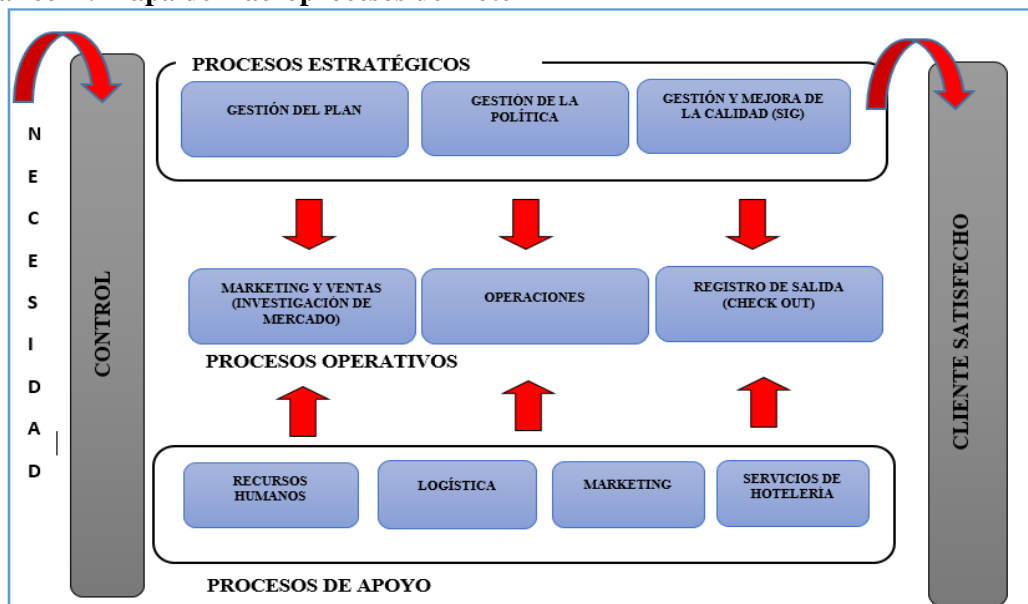 PROCESOS ESTRATÉGICOS
GESTIÓN DEL PLAN
GESTIÓN DE LA
POLÍTICA
GESTIÓN Y MEJORA DE
LA CALIDAD (SIG)
NECESIDAD
CONTROL
MARKETING Y VENTAS
(INVESTIGACIÓN DE
MERCADO)
OPERACIONES
REGISTRO DE SALIDA
(CHECK OUT)
PROCESOS OPERATIVOS
CLIENTE SATISFECHO
RECURSOS
HUMANOS
LOGÍSTICA
MARKETING
SERVICIOS DE
HOTELERÍA
PROCESOS DE APOYO